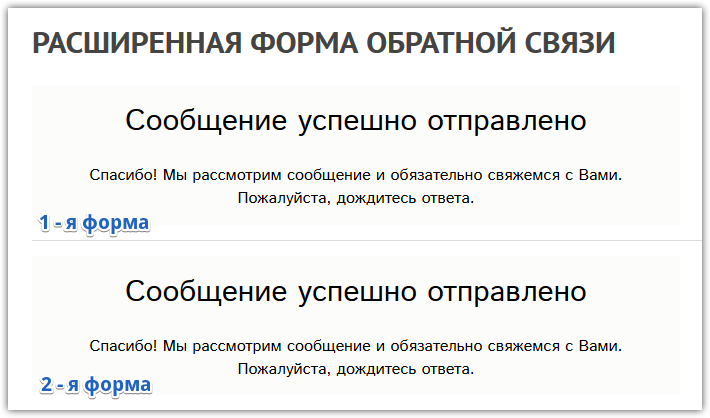 РАСШИРЕННАЯ ФОРМА ОБРАТНОЙ СВЯЗИ
Сообщение успешно отправлено
Спасибо! Мы рассмотрим сообщение и обязательно свяжемся с Вами.
Пожалуйста, дождитесь ответа.
1 - я форма
Сообщение успешно отправлено
Спасибо! Мы рассмотрим сообщение и обязательно свяжемся с Вами.
Пожалуйста, дождитесь ответа.
2 - я форма